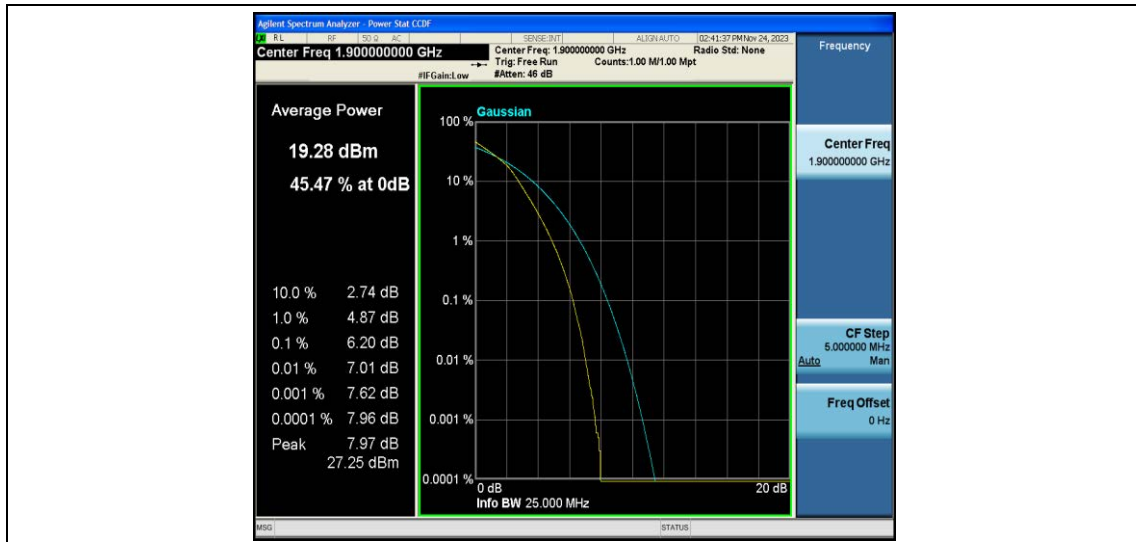 Agilent Spectrum Analyzer - Power Stat CCDF
RL RF 50 Ω AC SENSE:INT ALIGN AUTO 02:41:37 PM Nov 24, 2023
Center Freq 1.900000000 GHz
Center Freq: 1.900000000 GHz Radio Std: None
Trig: Free Run Counts:1.00 M/1.00 Mpt
#IFGain:Low #Atten: 46 dB
Frequency
Average Power
19.28 dBm
45.47 % at 0dB
10.0 % 2.74 dB
1.0 % 4.87 dB
0.1 % 6.20 dB
0.01 % 7.01 dB
0.001 % 7.62 dB
0.0001 % 7.96 dB
Peak 7.97 dB
27.25 dBm
Gaussian
100 %
10 %
1 %
0.1 %
0.01 %
0.001 %
0.0001 %
0 dB 20 dB
Info BW 25.000 MHz
Center Freq
1.900000000 GHz
CF Step
5.000000 MHz
Auto Man
Freq Offset
0 Hz
MSG STATUS